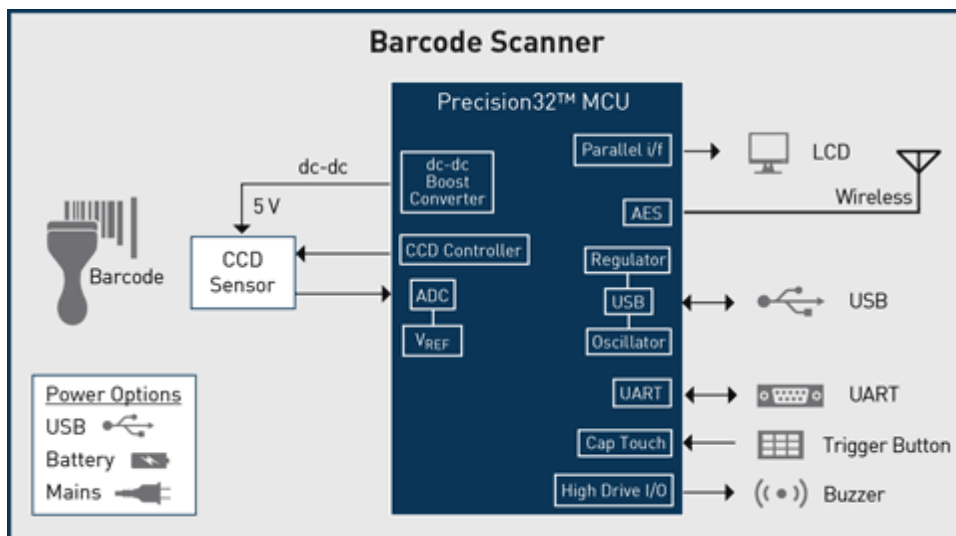 Barcode Scanner
Precision32™ MCU
dc-dc
5 V
Barcode
CCD
Sensor
dc-dc
Boost
Converter
CCD Controller
ADC
VREF
Parallel i/f
AES
Regulator
USB
Oscillator
UART
Cap Touch
High Drive I/O
LCD
Wireless
USB
UART
Trigger Button
Buzzer
Power Options
USB
Battery
Mains